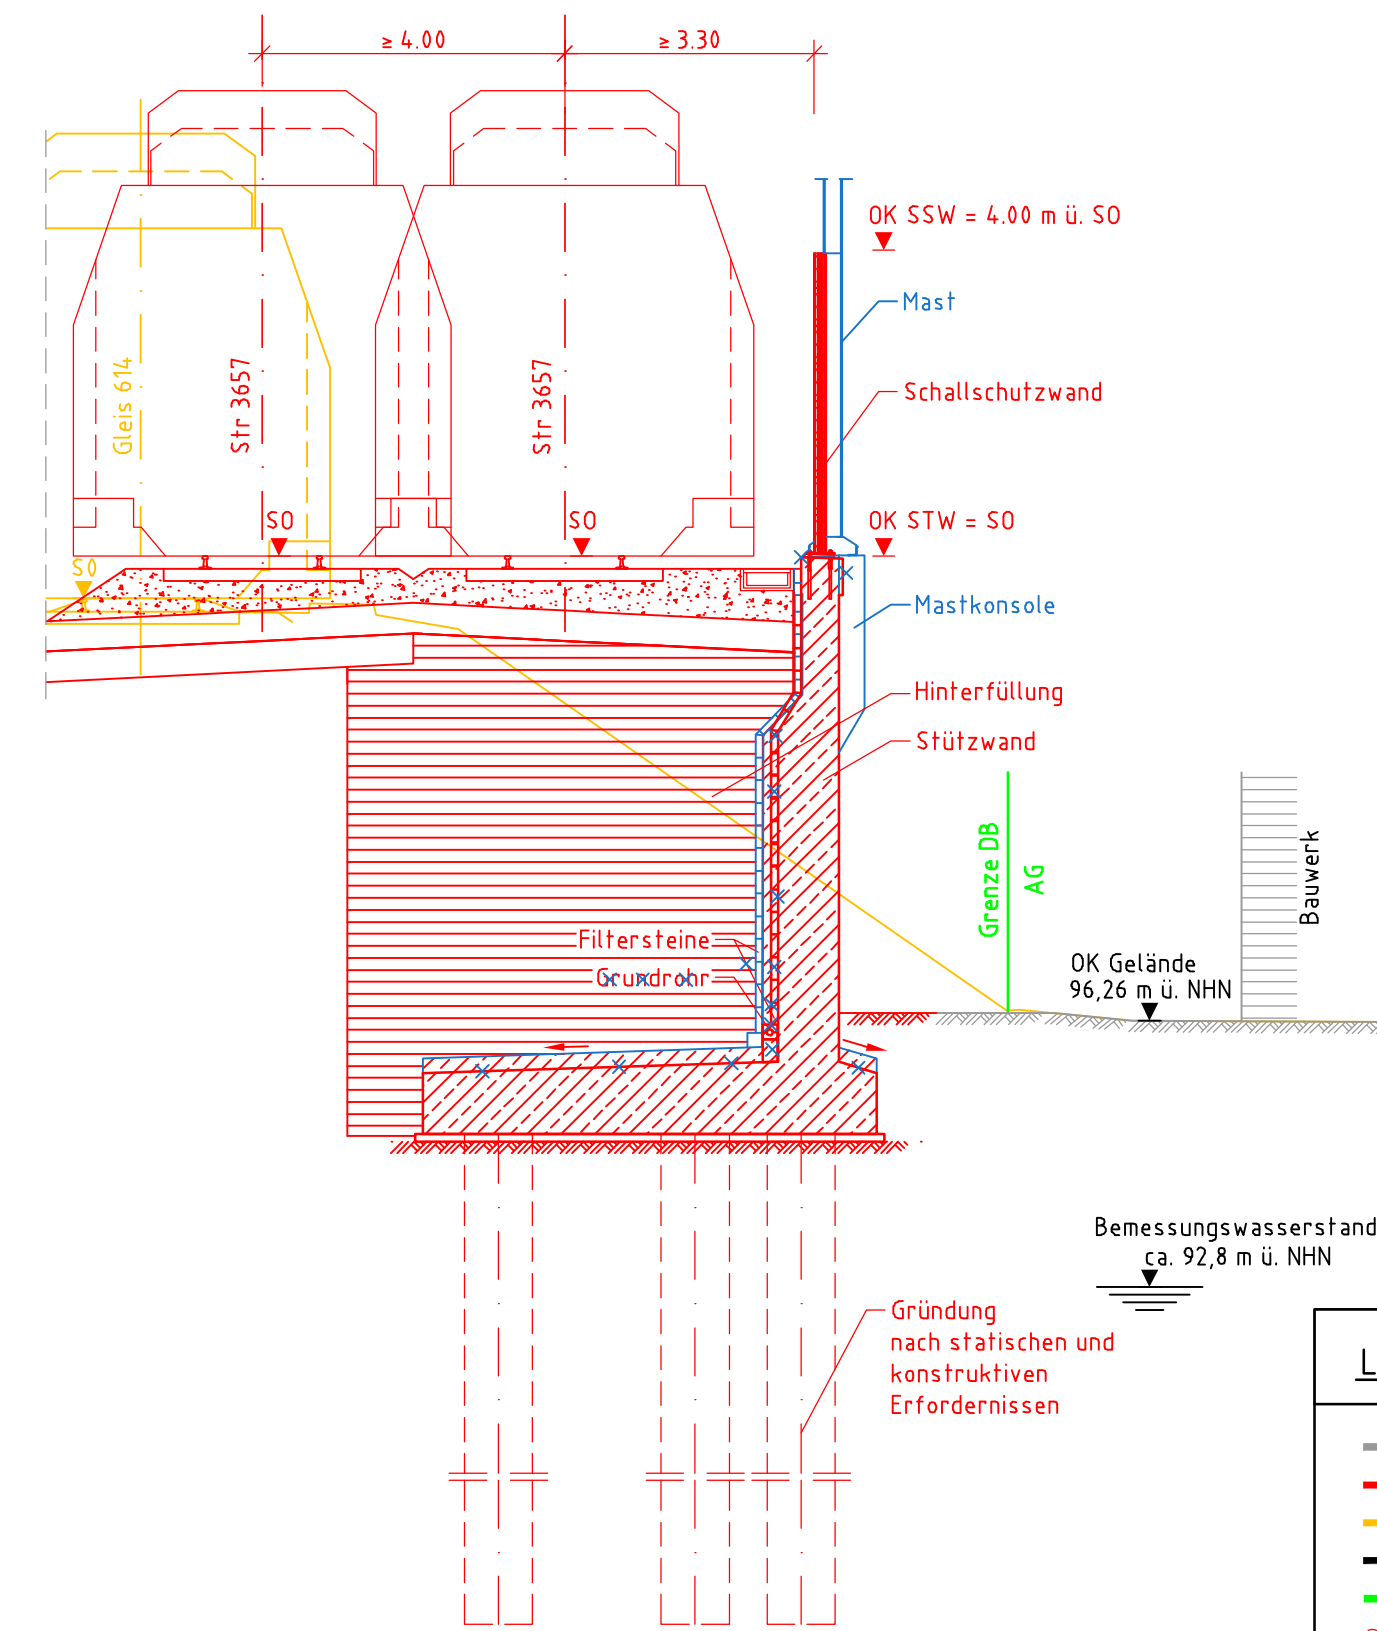 ≥ 4.00
≥ 3.30
OK SSW = 4.00 m ü. SO
Mast
Gleis 614
Str 3657
Str 3657
Schallschutzwand
SO
SO
OK STW = SO
SO
Mastkonsole
Hinterfüllung
Stützwand
Grenze DB
AG
Bauwerk
Filtersteine
Grundrohr
OK Gelände
96,26 m ü. NHN
Bemessungswasserstand
ca. 92,8 m ü. NHN
Gründung
nach statischen und
konstruktiven
Erfordernissen
L